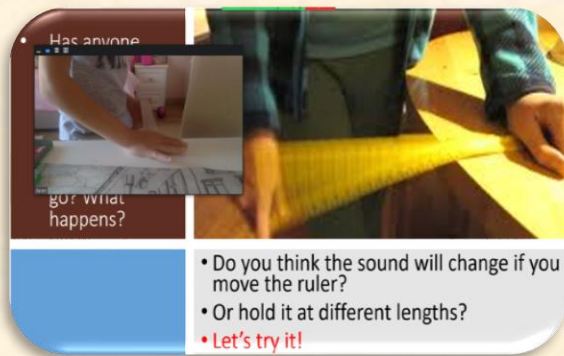 • Has anyone
go? What
happens?
• Do you think the sound will change if you
move the ruler?
• Or hold it at different lengths?
• Let's try it!